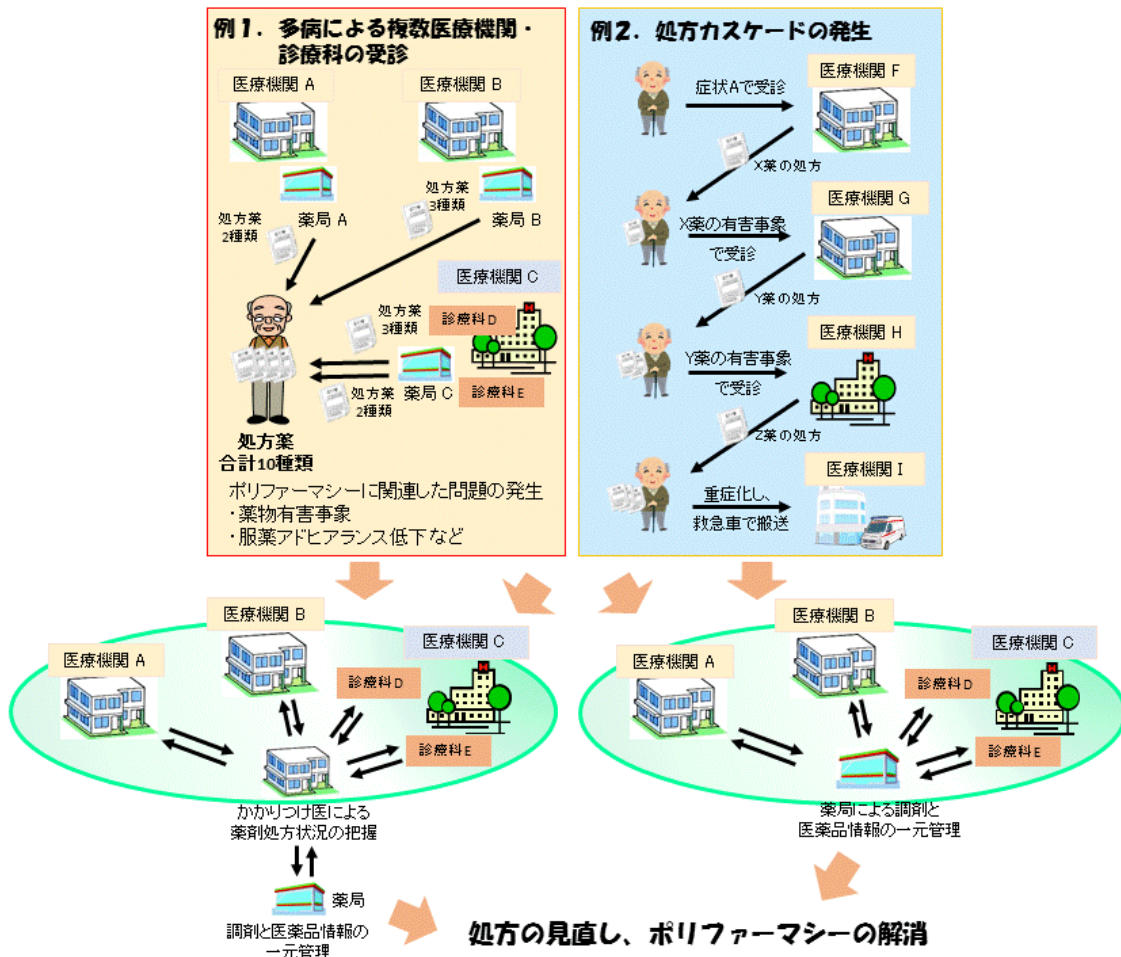 例1．多病による複数医療機関・
診療科の受診
医療機関 A
医療機関 B
薬局 A
薬局 B
処方薬
2種類
処方薬
3種類
医療機関 C
診療科D
処方薬
3種類
薬局 C
診療科E
処方薬
2種類
処方薬
合計10種類
ポリファーマシーに関連した問題の発生
・薬物有害事象
・服薬アドヒアランス低下など
例2．処方カスケードの発生
症状Aで受診
医療機関 F
X薬の処方
X薬の有害事象
で受診
医療機関 G
Y薬の処方
Y薬の有害事象
で受診
医療機関 H
Z薬の処方
重症化し、
救急車で搬送
医療機関 I
医療機関 A
医療機関 B
医療機関 C
診療科D
診療科E
かかりつけ医による
薬剤処方状況の把握
薬局
調剤と医薬品情報の
一元管理
医療機関 A
医療機関 B
医療機関 C
診療科D
診療科E
薬局による調剤と
医薬品情報の一元管理
処方の見直し、ポリファーマシーの解消